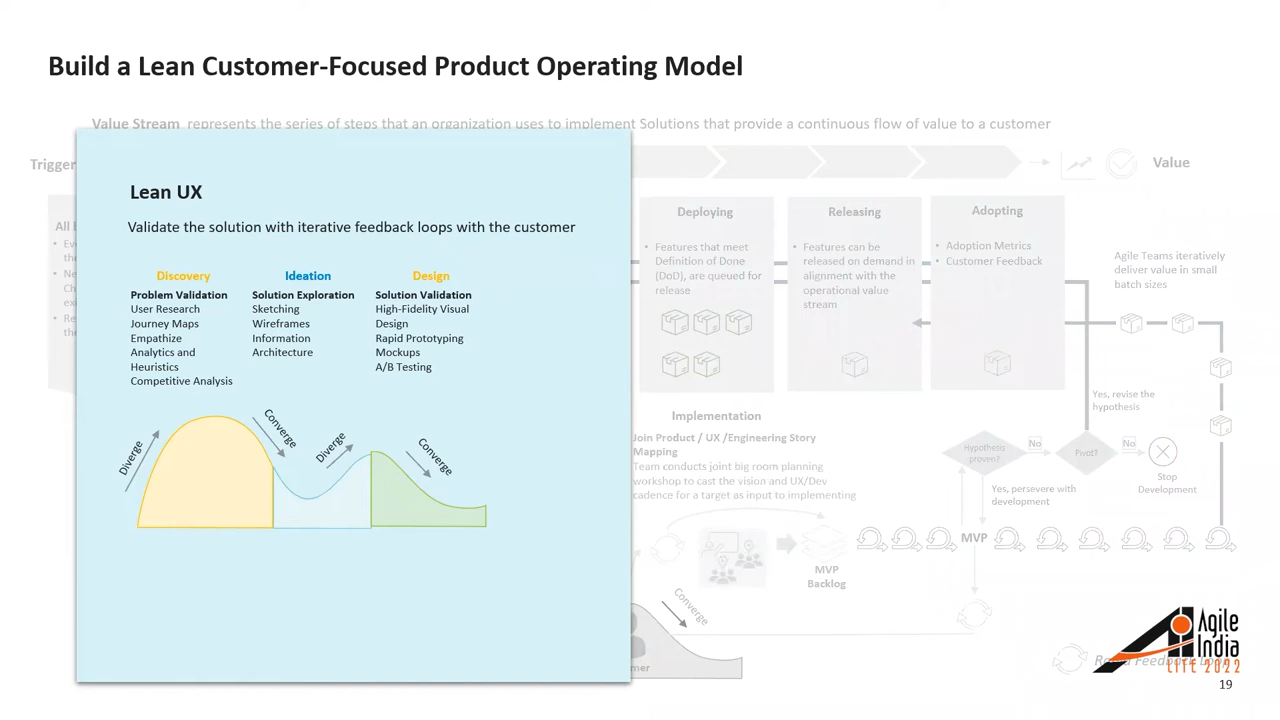 Build a Lean Customer-Focused Product Operating Model
Value Stream represents the series of steps that an organization uses to implement Solutions that provide a continuous flow of value to a customer
Trigger
Value
Lean UX
Validate the solution with iterative feedback loops with the customer
Discovery
Problem Validation
User Research
Journey Maps
Empathize
Analytics and
Heuristics
Competitive Analysis
Ideation
Solution Exploration
Sketching
Wireframes
Information
Architecture
Design
Solution Validation
High-Fidelity Visual
Design
Rapid Prototyping
Mockups
A/B Testing
Diverge
Converge
Diverge
Converge
Deploying
• Features that meet
Definition of Done
(DoD), are queued for
release
Releasing
• Features can be
released on demand in
alignment with the
operational value
stream
Adopting
• Adoption Metrics
• Customer Feedback
Agile Teams iteratively
deliver value in small
batch sizes
Implementation
Join Product / UX /Engineering Story
Mapping
Team conducts joint big room planning
workshop to cast the vision and UX/Dev
cadence for a target as input to implementing
MVP
Backlog
Hypothesis
proven?
No
Pivot?
No
Yes, revise the
hypothesis
Stop
Development
Yes, persevere with
development
MVP
Converge
Agile
India
LITE 2022
19